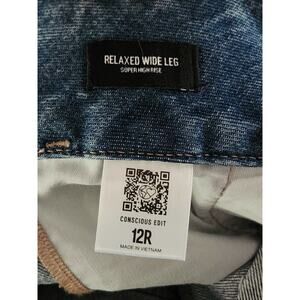 RELAXED WIDE LEG
SUPER HIGH RISE
CONSCIOUS EDIT
12R
MADE IN VIETNAM